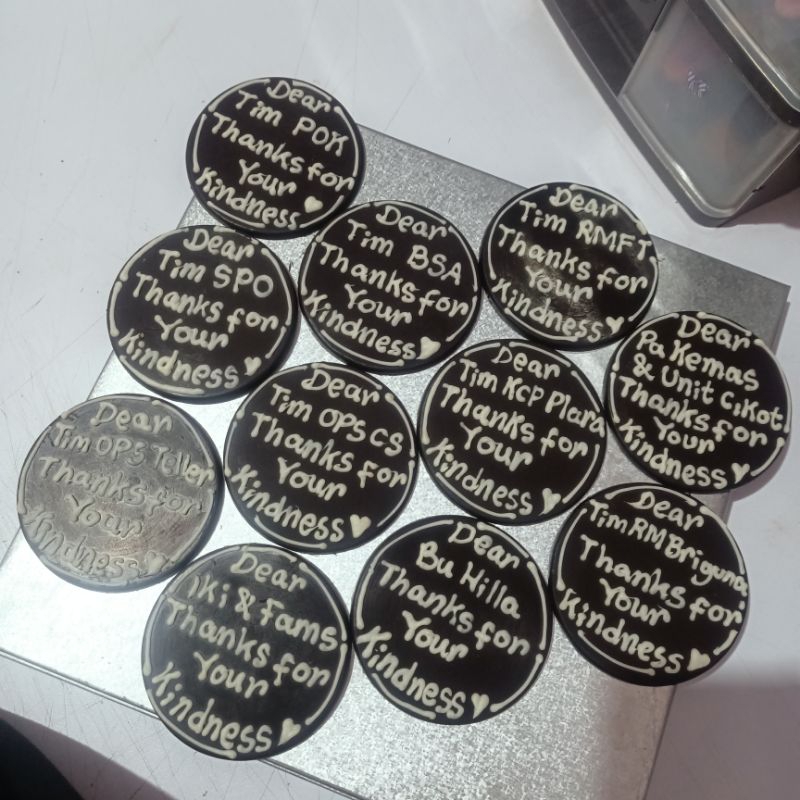 Dear
Tim POK
Thanks for
Your
Kindness
Dear
Tim SPO
Thanks for
Your
Kindness
Dear
Tim BSA
Thanks for
Your
Kindness
Dear
Tim RMFT
Thanks for
Your
Kindness
Dear
Tim OPS Teller
Thanks for
Your
Kindness
Dear
Tim OPS CS
Thanks for
Your
Kindness
Dear
Tim KCP Plara
Thanks for
Your
Kindness
Dear
Pa Kemas
& Unit Cikot
Thanks for
Your
Kindness
Dear
Iki & Fams
Thanks for
Your
Kindness
Dear
Bu Hilla
Thanks for
Your
Kindness
Dear
Tim RM Briguna
Thanks for
Your
Kindness